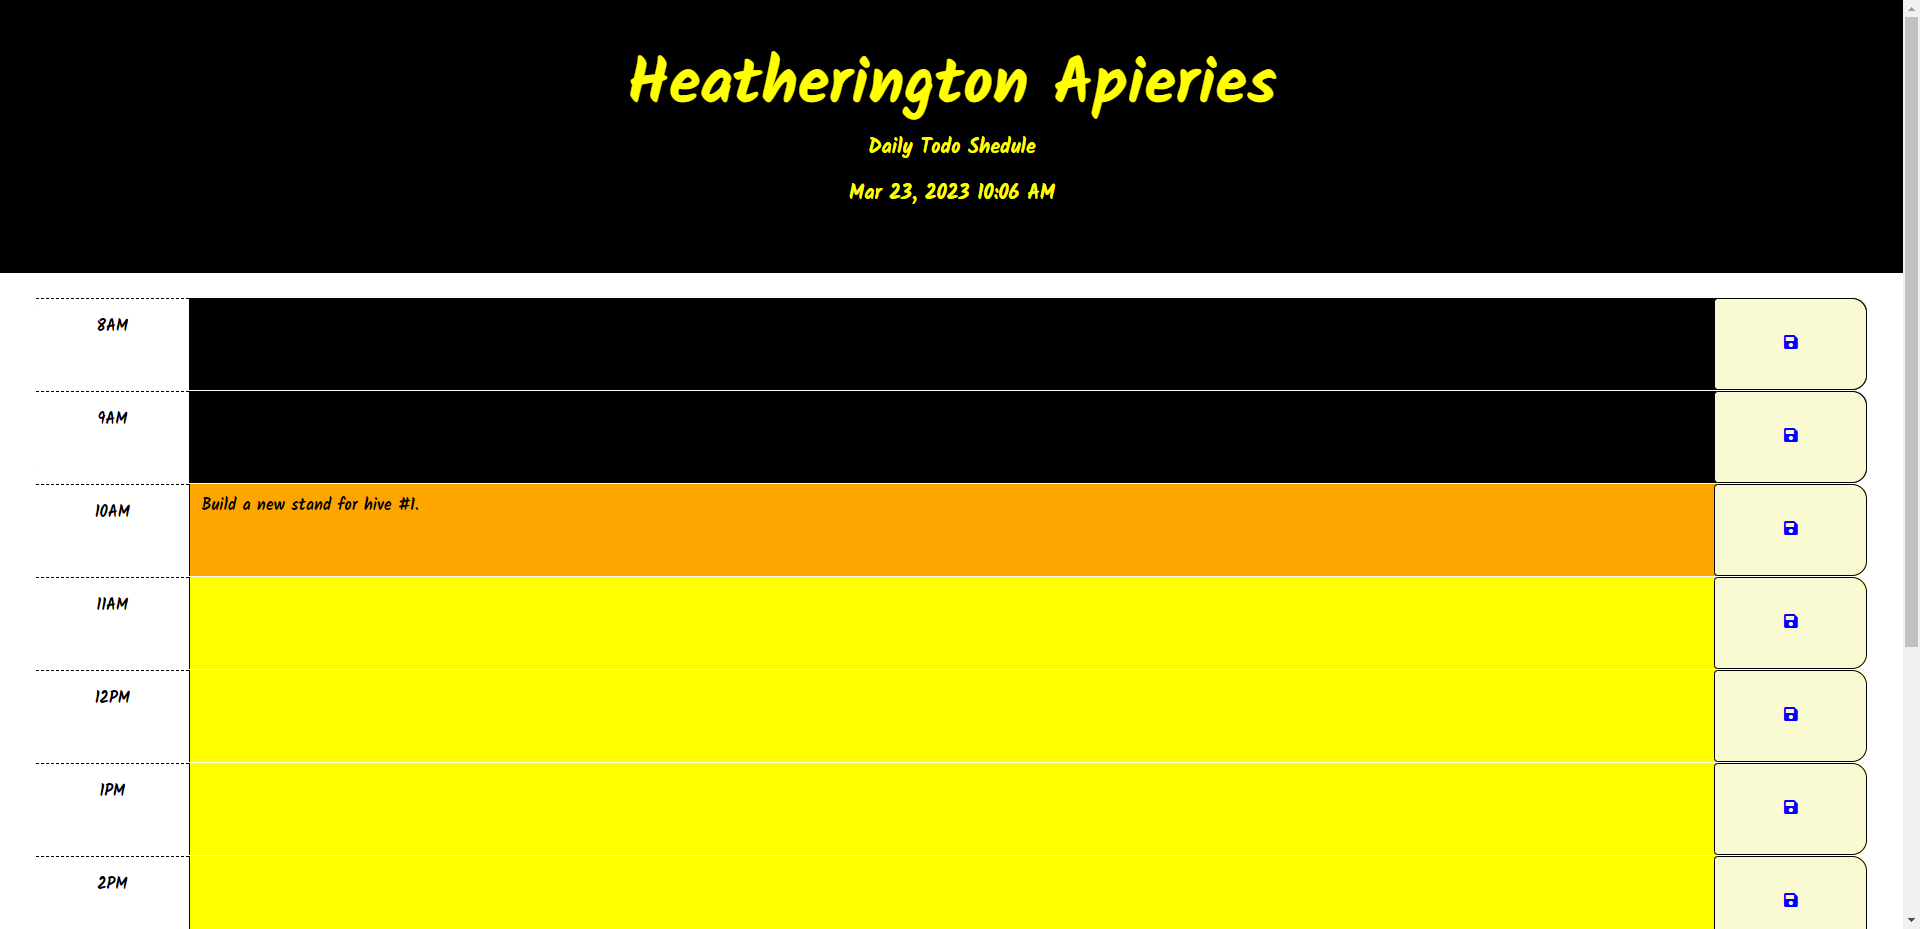 Heatherington Apieries
Daily Todo Shedule
Mar 23, 2023 10:06 AM
8AM
9AM
10AM
Build a new stand for hive #1.
11AM
12PM
1PM
2PM